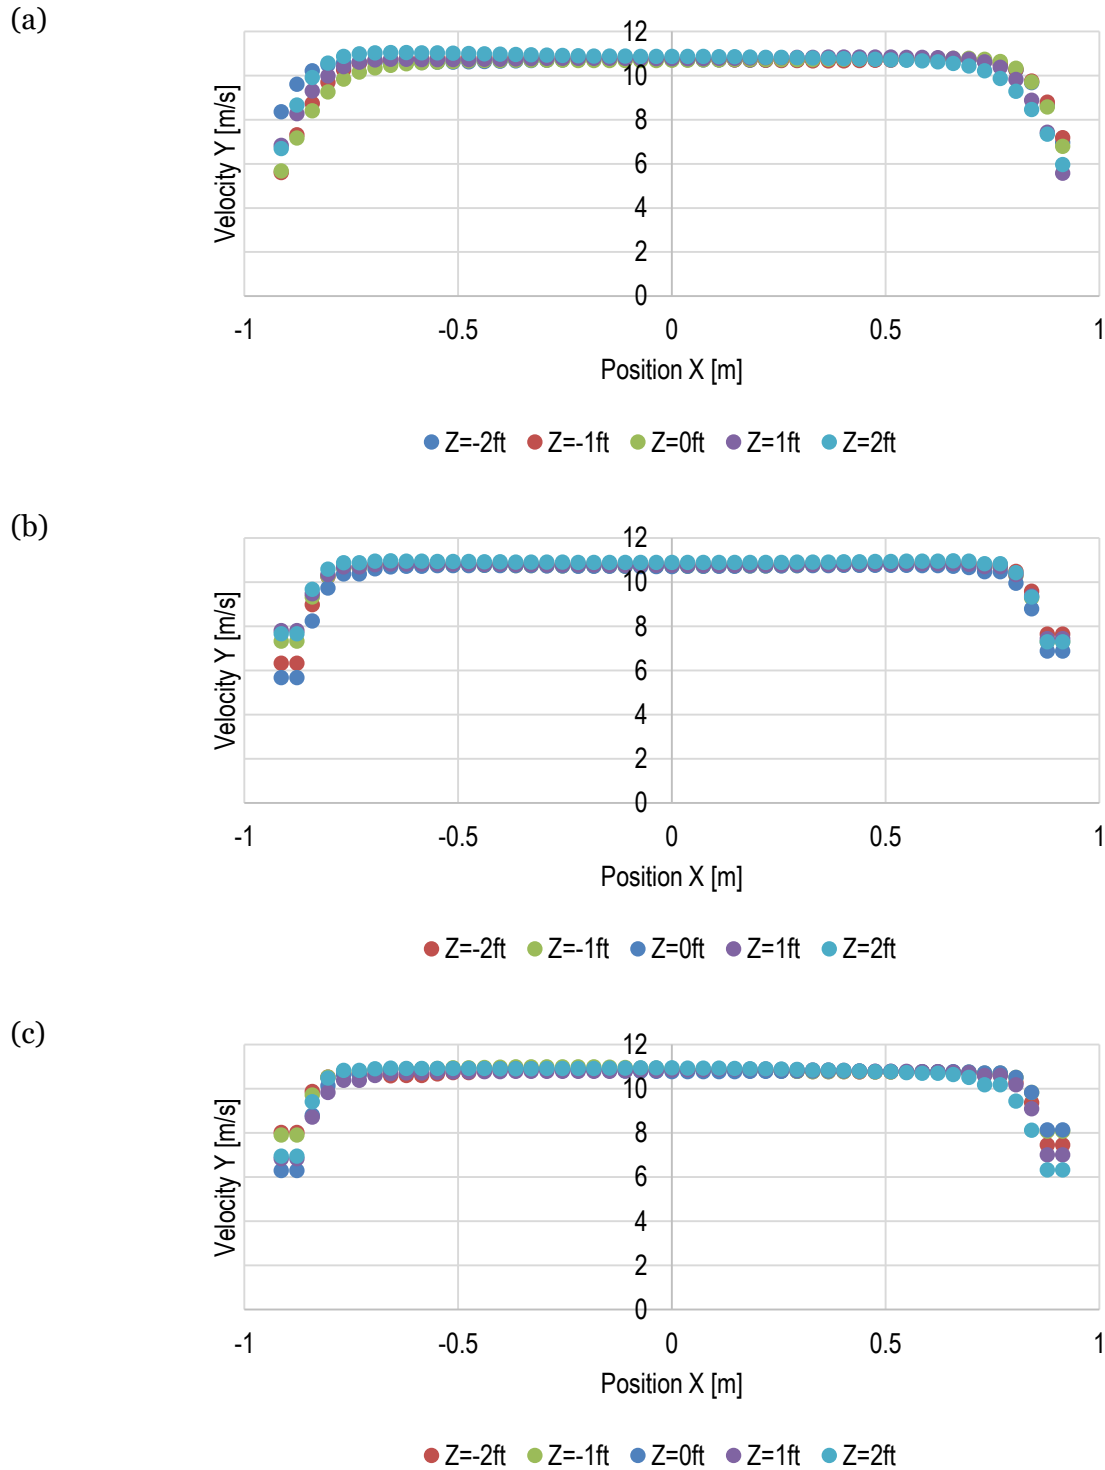 (a)
12
10
8
6
4
2
0
Velocity Y [m/s]
-1 -0.5 0 0.5 1
Position X [m]
Z=-2ft Z=-1ft Z=0ft Z=1ft Z=2ft
(b)
12
10
8
6
4
2
0
Velocity Y [m/s]
-1 -0.5 0 0.5 1
Position X [m]
Z=-2ft Z=-1ft Z=0ft Z=1ft Z=2ft
(c)
12
10
8
6
4
2
0
Velocity Y [m/s]
-1 -0.5 0 0.5 1
Position X [m]
Z=-2ft Z=-1ft Z=0ft Z=1ft Z=2ft